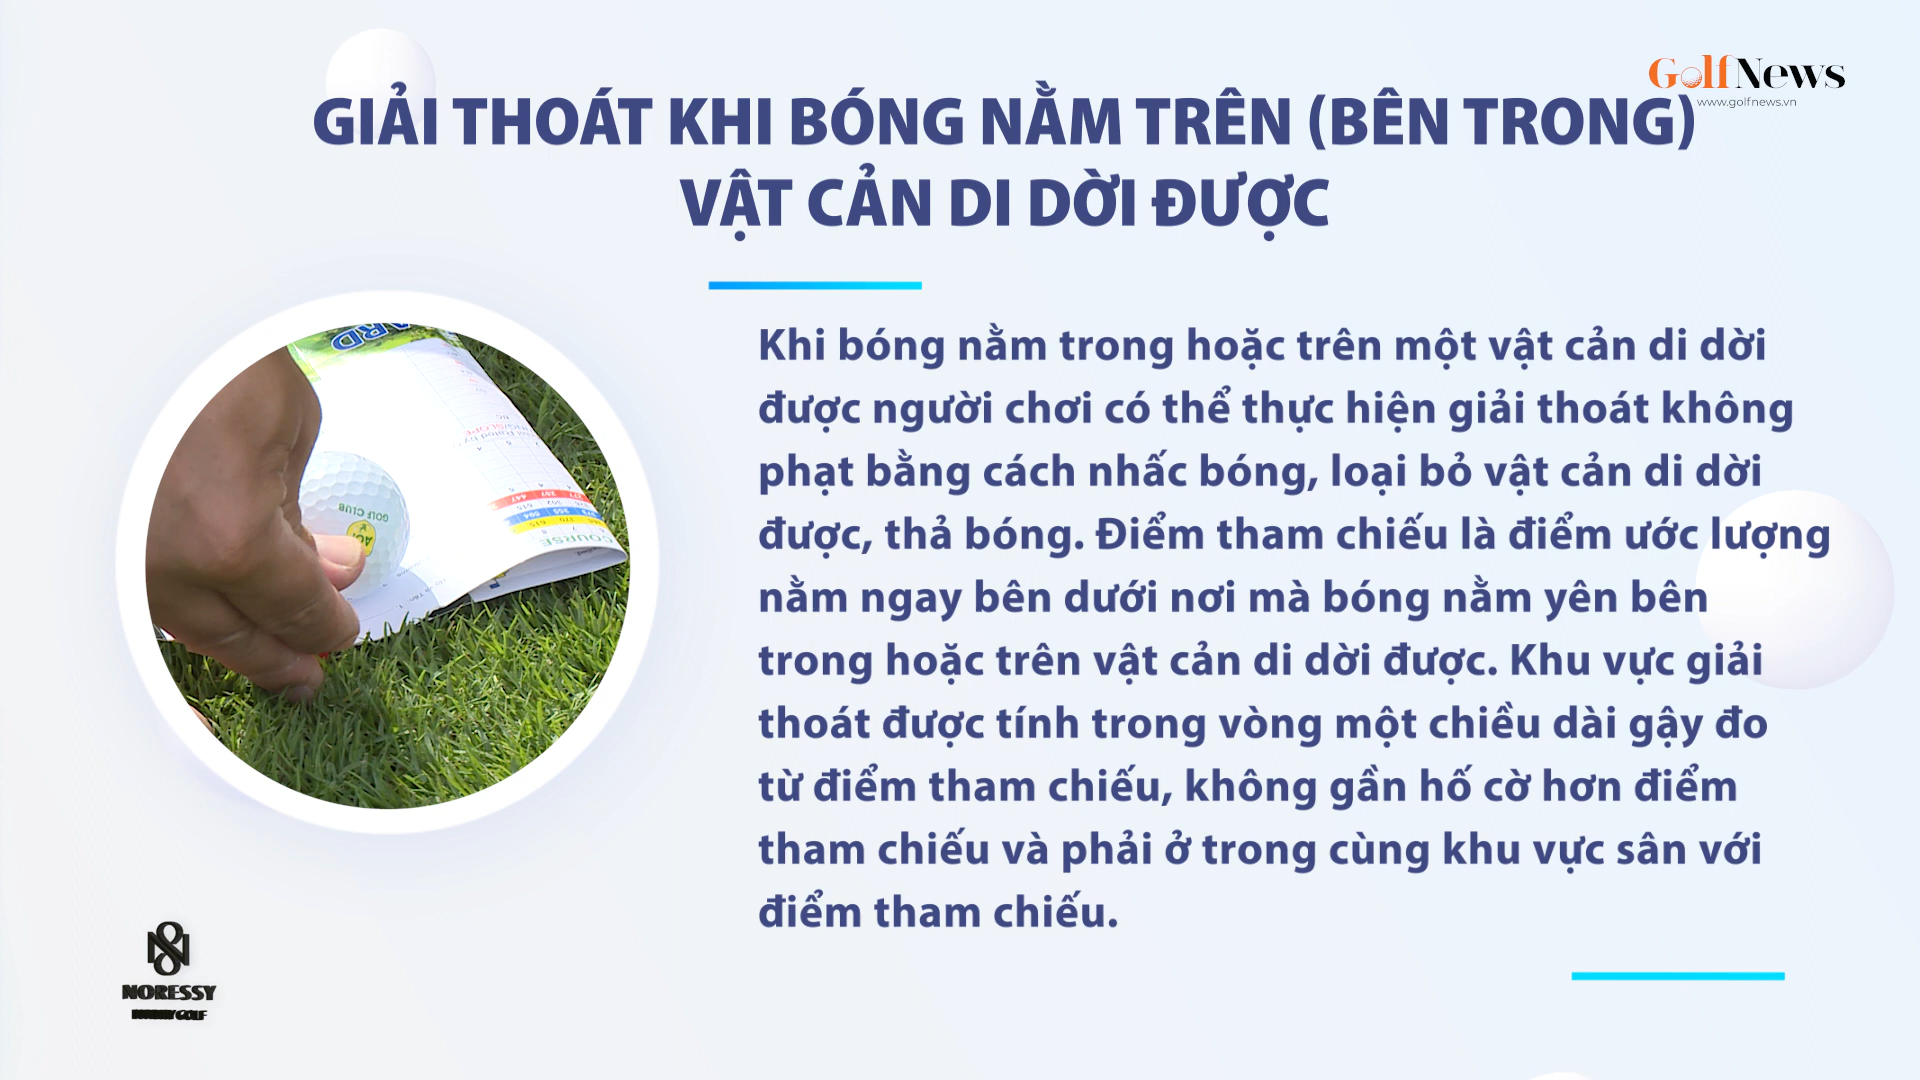 GolfNews
www.golfnews.vn
GIẢI THOÁT KHI BÓNG NẰM TRÊN (BÊN TRONG)
VẬT CẢN DI DỜI ĐƯỢC
Khi bóng nằm trong hoặc trên một vật cản di dời
được người chơi có thể thực hiện giải thoát không
phạt bằng cách nhấc bóng, loại bỏ vật cản di dời
được, thả bóng. Điểm tham chiếu là điểm ước lượng
nằm ngay bên dưới nơi mà bóng nằm yên bên
trong hoặc trên vật cản di dời được. Khu vực giải
thoát được tính trong vòng một chiều dài gậy đo
từ điểm tham chiếu, không gần hố cờ hơn điểm
tham chiếu và phải ở trong cùng khu vực sân với
điểm tham chiếu.
GOLF CLUB
COURSE
NORESSY